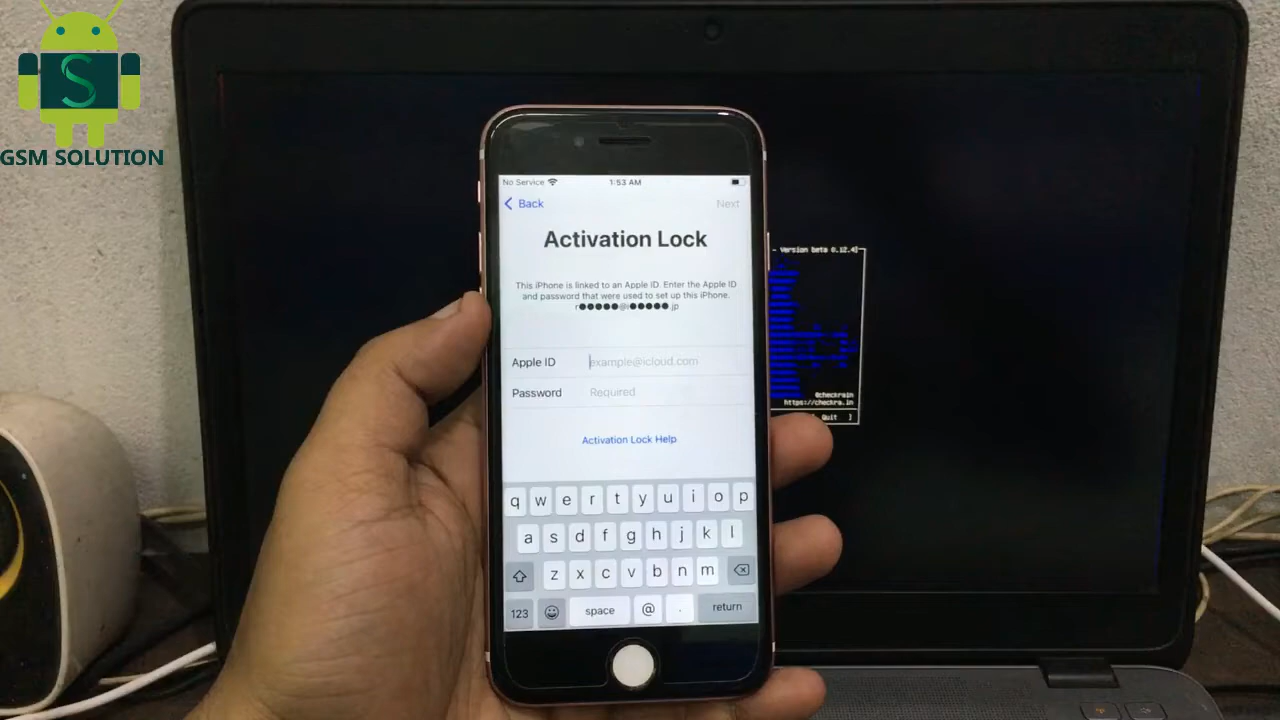 S
GSM SOLUTION
No Service
1:53 AM
Back
Next
Activation Lock
This iPhone is linked to an Apple ID. Enter the Apple ID
and password that were used to set up this iPhone.
r●●●●●@i●●●●●.jp
Apple ID
example@icloud.com
Password
Required
Activation Lock Help
q w e r t y u i o p
a s d f g h j k l
z x c v b n m
123
space
@
.
return
- Version beta 0.12.4]
@checkra1n
https://checkra.in
[ Quit ]